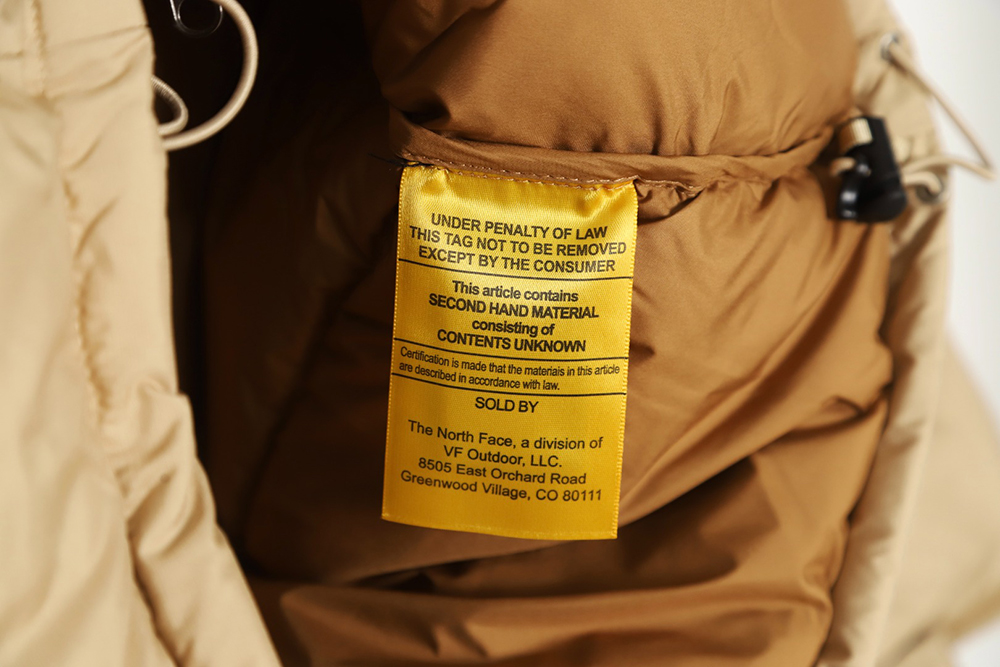 UNDER PENALTY OF LAW
THIS TAG NOT TO BE REMOVED
EXCEPT BY THE CONSUMER
This article contains
SECOND HAND MATERIAL
consisting of
CONTENTS UNKNOWN
Certification is made that the materials in this article
are described in accordance with law.
SOLD BY
The North Face, a division of
VF Outdoor, LLC.
8505 East Orchard Road
Greenwood Village, CO 80111